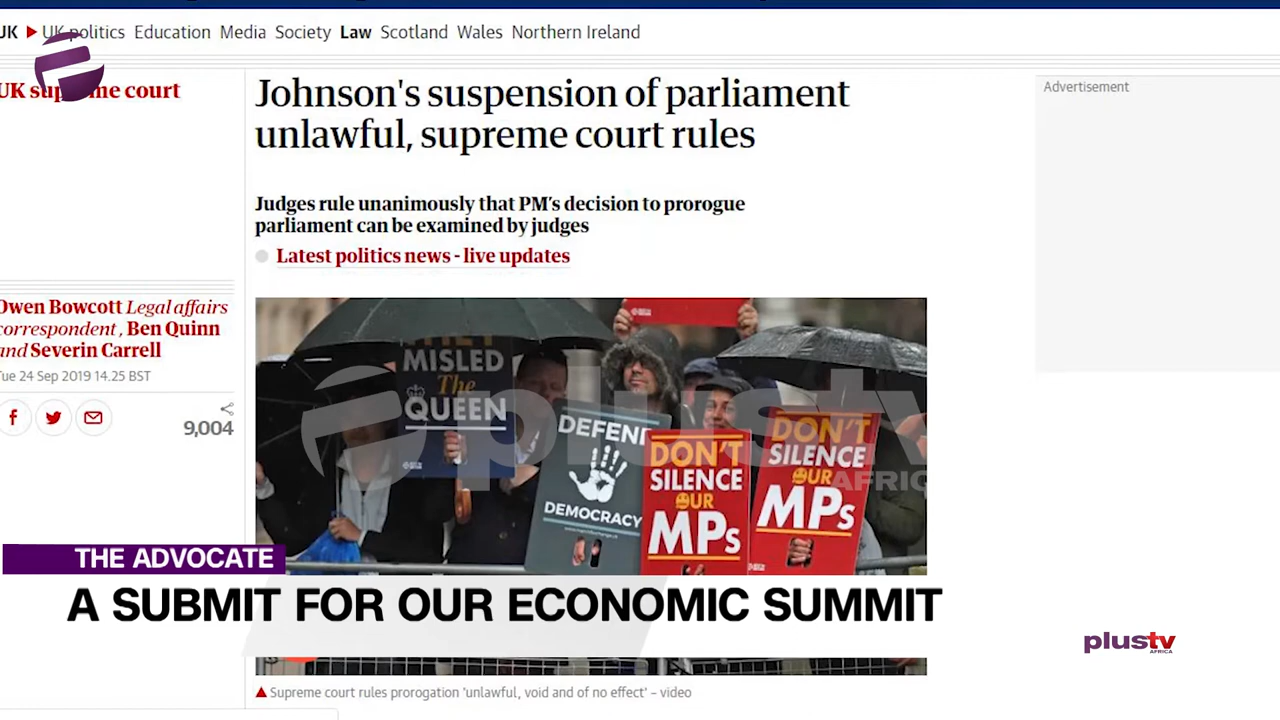 UK UK politics Education Media Society Law Scotland Wales Northern Ireland
UK supreme court
Johnson's suspension of parliament
unlawful, supreme court rules
Advertisement
Judges rule unanimously that PM's decision to prorogue
parliament can be examined by judges
Latest politics news - live updates
Owen Bowcott Legal affairs
correspondent, Ben Quinn
and Severin Carrell
Tue 24 Sep 2019 14.25 BST
9,004
THEY
MISLED
The
QUEEN
DEFEND
DEMOCRACY
DON'T
SILENCE
OUR
MPs
DON'T
SILENCE
OUR
MPs
plustv
AFRICA
THE ADVOCATE
A SUBMIT FOR OUR ECONOMIC SUMMIT
plustv
AFRICA
Supreme court rules prorogation 'unlawful, void and of no effect' – video